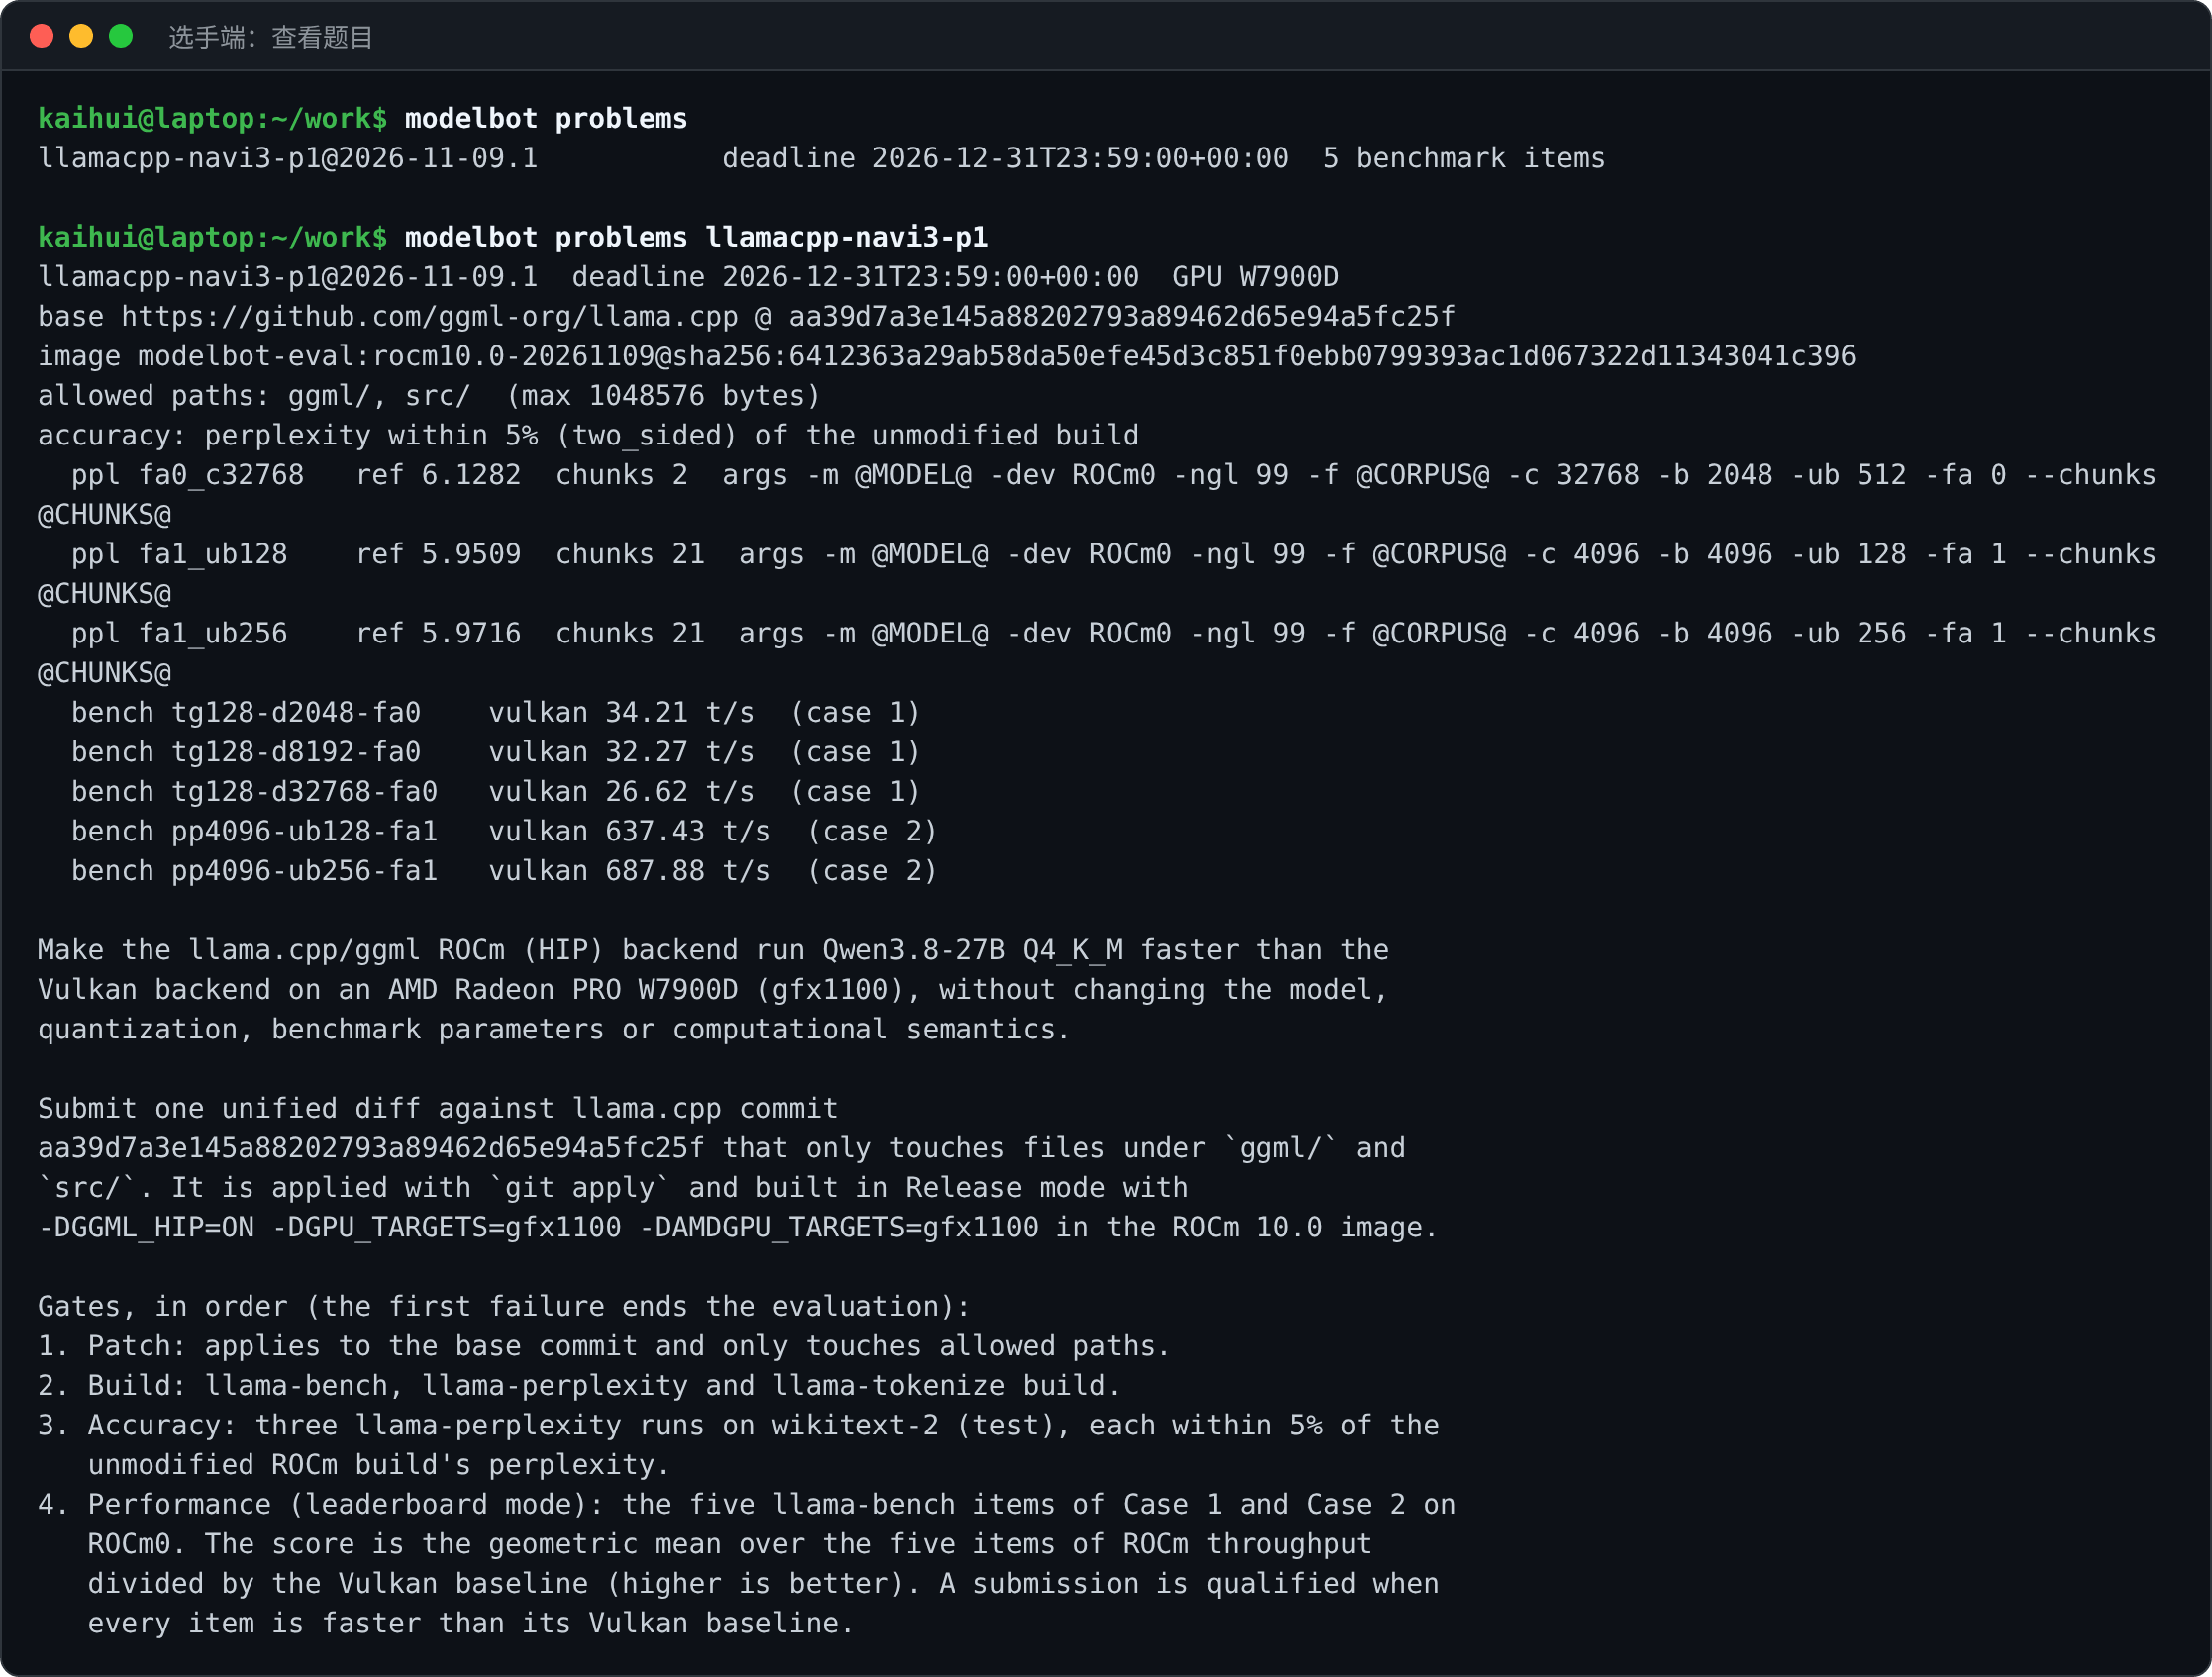 选手端：查看题目
kaihui@laptop:~/work$ modelbot problems
llamacpp-navi3-p1@2026-11-09.1           deadline 2026-12-31T23:59:00+00:00  5 benchmark items
kaihui@laptop:~/work$ modelbot problems llamacpp-navi3-p1
llamacpp-navi3-p1@2026-11-09.1  deadline 2026-12-31T23:59:00+00:00  GPU W7900D
base https://github.com/ggml-org/llama.cpp @ aa39d7a3e145a88202793a89462d65e94a5fc25f
image modelbot-eval:rocm10.0-20261109@sha256:6412363a29ab58da50efe45d3c851f0ebb0799393ac1d067322d11343041c396
allowed paths: ggml/, src/  (max 1048576 bytes)
accuracy: perplexity within 5% (two_sided) of the unmodified build
  ppl fa0_c32768   ref 6.1282  chunks 2  args -m @MODEL@ -dev ROCm0 -ngl 99 -f @CORPUS@ -c 32768 -b 2048 -ub 512 -fa 0 --chunks
@CHUNKS@
  ppl fa1_ub128    ref 5.9509  chunks 21  args -m @MODEL@ -dev ROCm0 -ngl 99 -f @CORPUS@ -c 4096 -b 4096 -ub 128 -fa 1 --chunks
@CHUNKS@
  ppl fa1_ub256    ref 5.9716  chunks 21  args -m @MODEL@ -dev ROCm0 -ngl 99 -f @CORPUS@ -c 4096 -b 4096 -ub 256 -fa 1 --chunks
@CHUNKS@
  bench tg128-d2048-fa0    vulkan 34.21 t/s  (case 1)
  bench tg128-d8192-fa0    vulkan 32.27 t/s  (case 1)
  bench tg128-d32768-fa0   vulkan 26.62 t/s  (case 1)
  bench pp4096-ub128-fa1   vulkan 637.43 t/s  (case 2)
  bench pp4096-ub256-fa1   vulkan 687.88 t/s  (case 2)
Make the llama.cpp/ggml ROCm (HIP) backend run Qwen3.8-27B Q4_K_M faster than the
Vulkan backend on an AMD Radeon PRO W7900D (gfx1100), without changing the model,
quantization, benchmark parameters or computational semantics.
Submit one unified diff against llama.cpp commit
aa39d7a3e145a88202793a89462d65e94a5fc25f that only touches files under `ggml/` and
`src/`. It is applied with `git apply` and built in Release mode with
-DGGML_HIP=ON -DGPU_TARGETS=gfx1100 -DAMDGPU_TARGETS=gfx1100 in the ROCm 10.0 image.
Gates, in order (the first failure ends the evaluation):
1. Patch: applies to the base commit and only touches allowed paths.
2. Build: llama-bench, llama-perplexity and llama-tokenize build.
3. Accuracy: three llama-perplexity runs on wikitext-2 (test), each within 5% of the
   unmodified ROCm build's perplexity.
4. Performance (leaderboard mode): the five llama-bench items of Case 1 and Case 2 on
   ROCm0. The score is the geometric mean over the five items of ROCm throughput
   divided by the Vulkan baseline (higher is better). A submission is qualified when
   every item is faster than its Vulkan baseline.